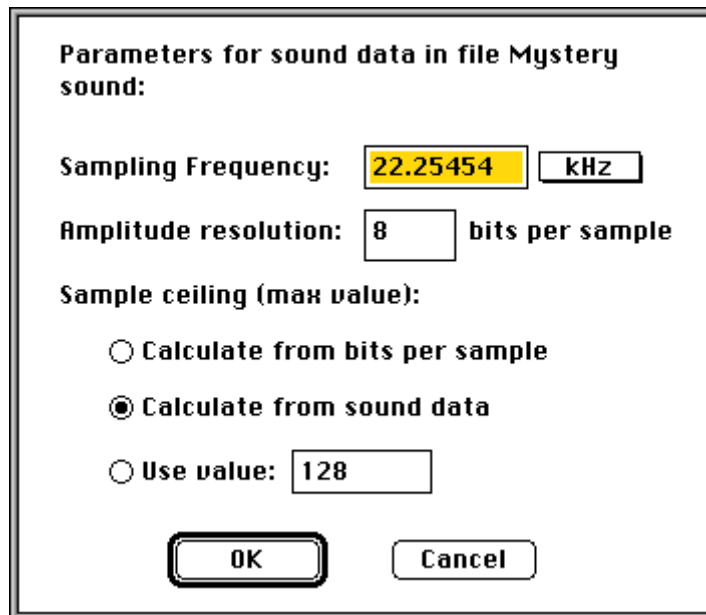 Parameters for sound data in file Mystery
sound:
Sampling Frequency: 22.25454 kHz
Amplitude resolution: 8 bits per sample
Sample ceiling (max value):
Calculate from bits per sample
Calculate from sound data
Use value: 128
OK Cancel